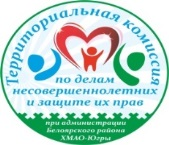 Территориальная комиссия
по делам
несовершеннолетних
и защите их прав
при администрации
Белоярского района
ХМАО-Югры